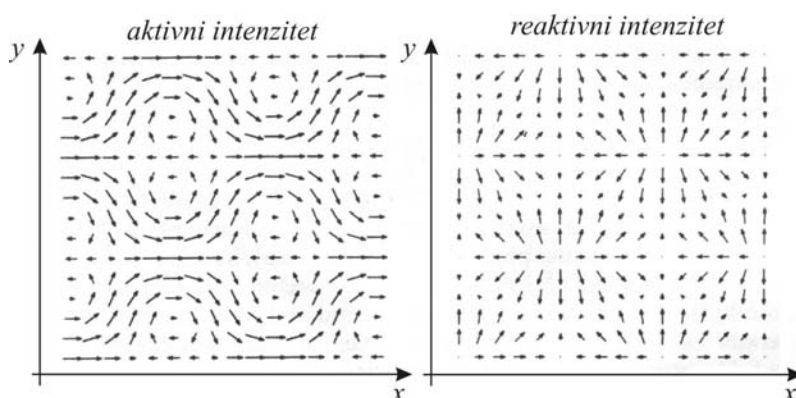 aktivni intenzitet
reaktivni intenzitet
y
y
x
x